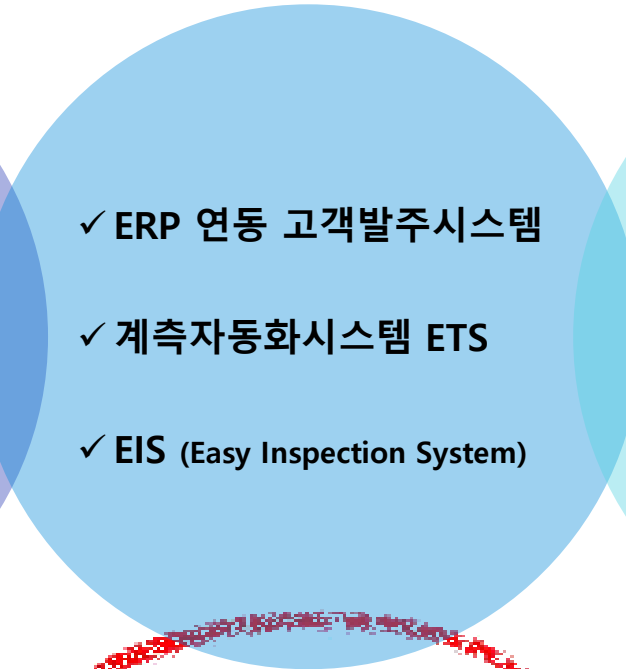 ✓ ERP 연동 고객발주시스템
✓ 계측자동화시스템 ETS
✓ EIS (Easy Inspection System)